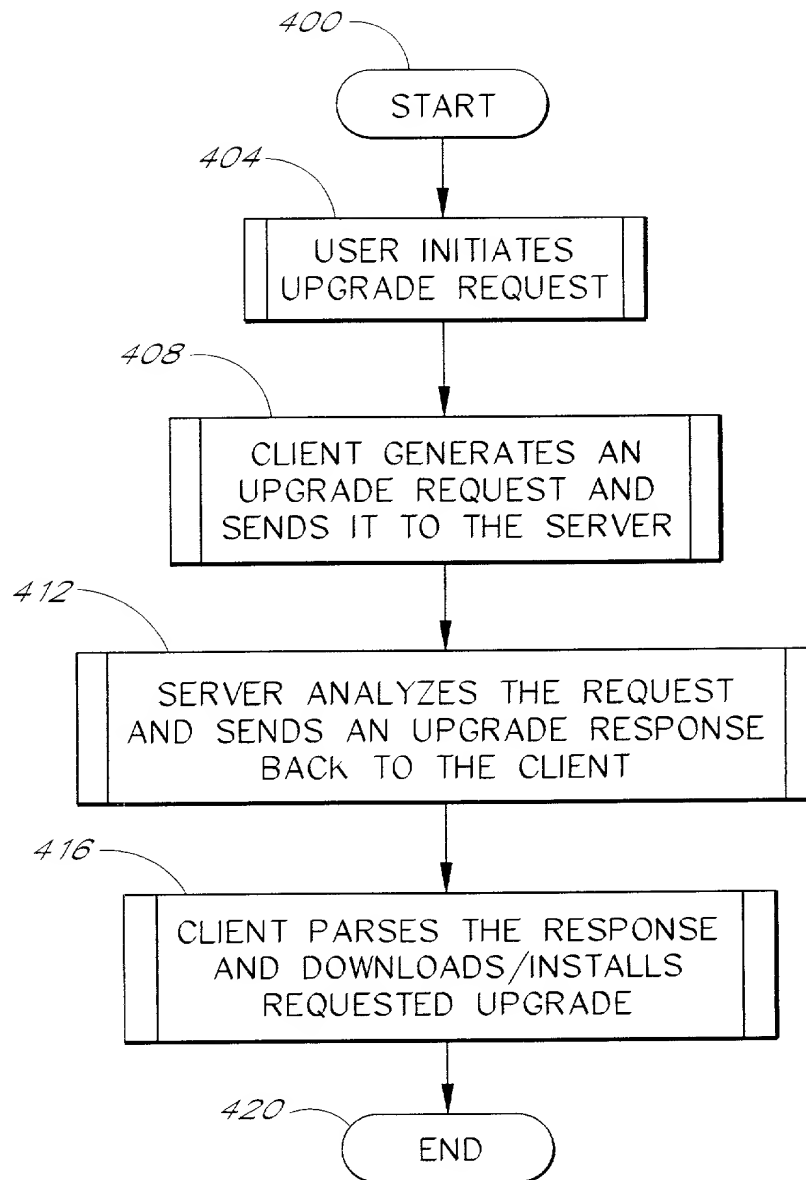 400
START
404
USER INITIATES
UPGRADE REQUEST
408
CLIENT GENERATES AN
UPGRADE REQUEST AND
SENDS IT TO THE SERVER
412
SERVER ANALYZES THE REQUEST
AND SENDS AN UPGRADE RESPONSE
BACK TO THE CLIENT
416
CLIENT PARSES THE RESPONSE
AND DOWNLOADS/INSTALLS
REQUESTED UPGRADE
420
END